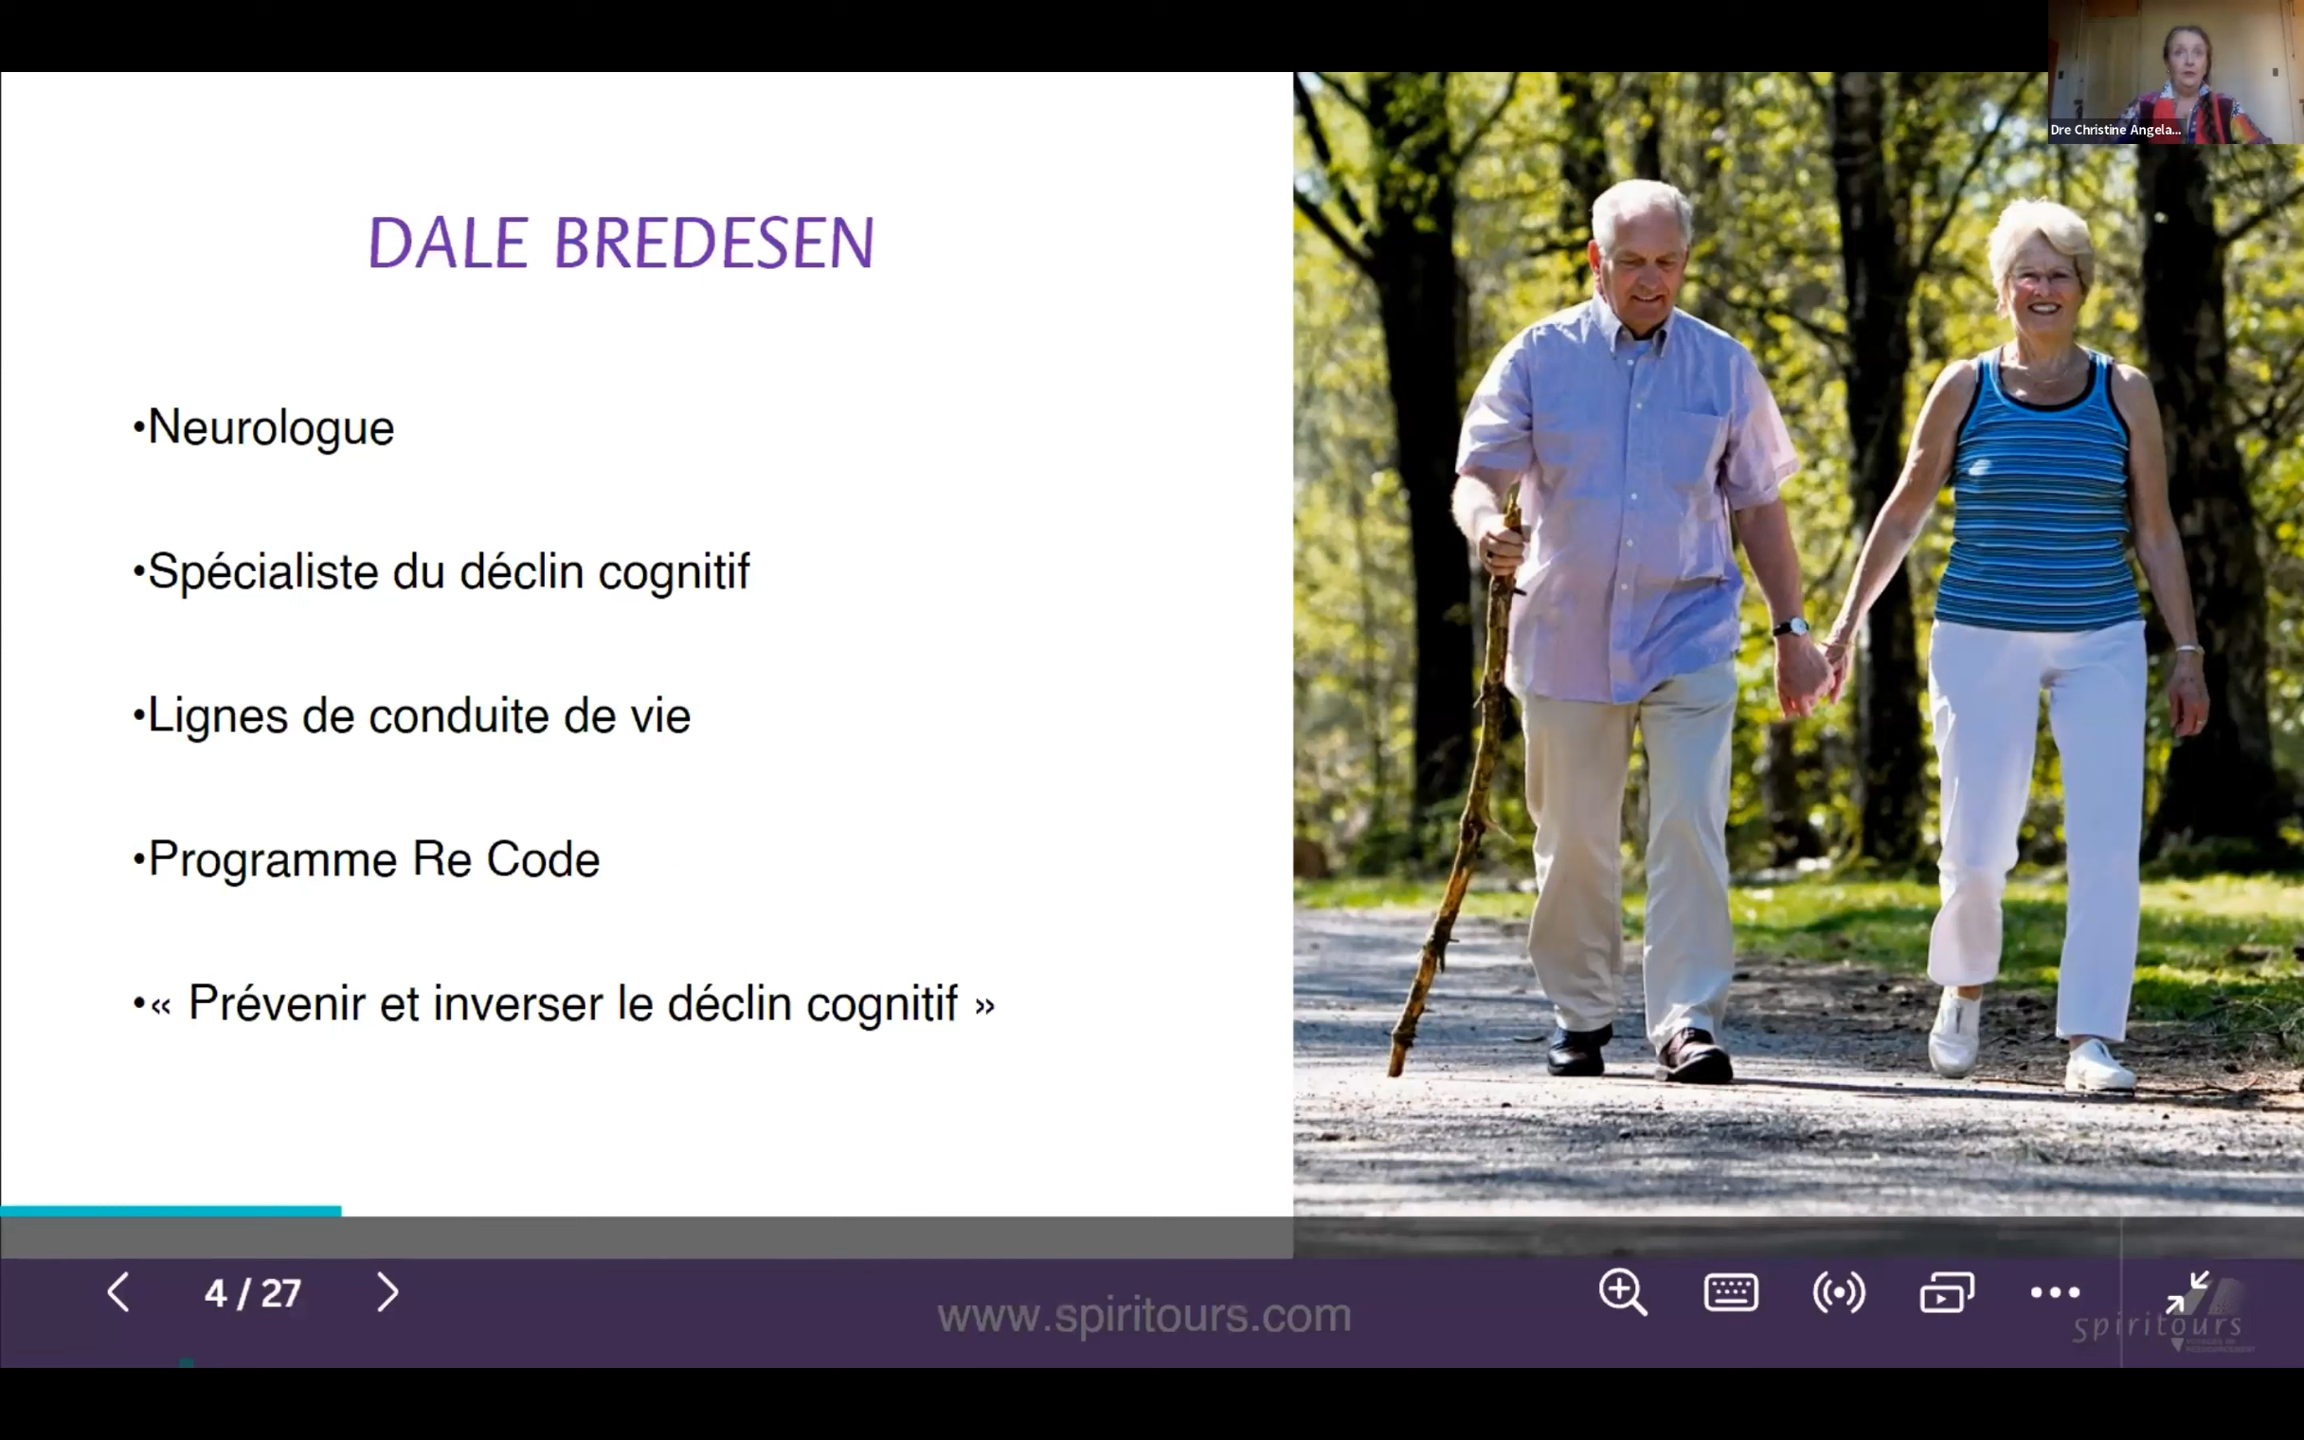 Dre Christine Angela...
DALE BREDESEN
•Neurologue
•Spécialiste du déclin cognitif
•Lignes de conduite de vie
•Programme Re Code
•« Prévenir et inverser le déclin cognitif »
4 / 27
www.spiritours.com
spiritours